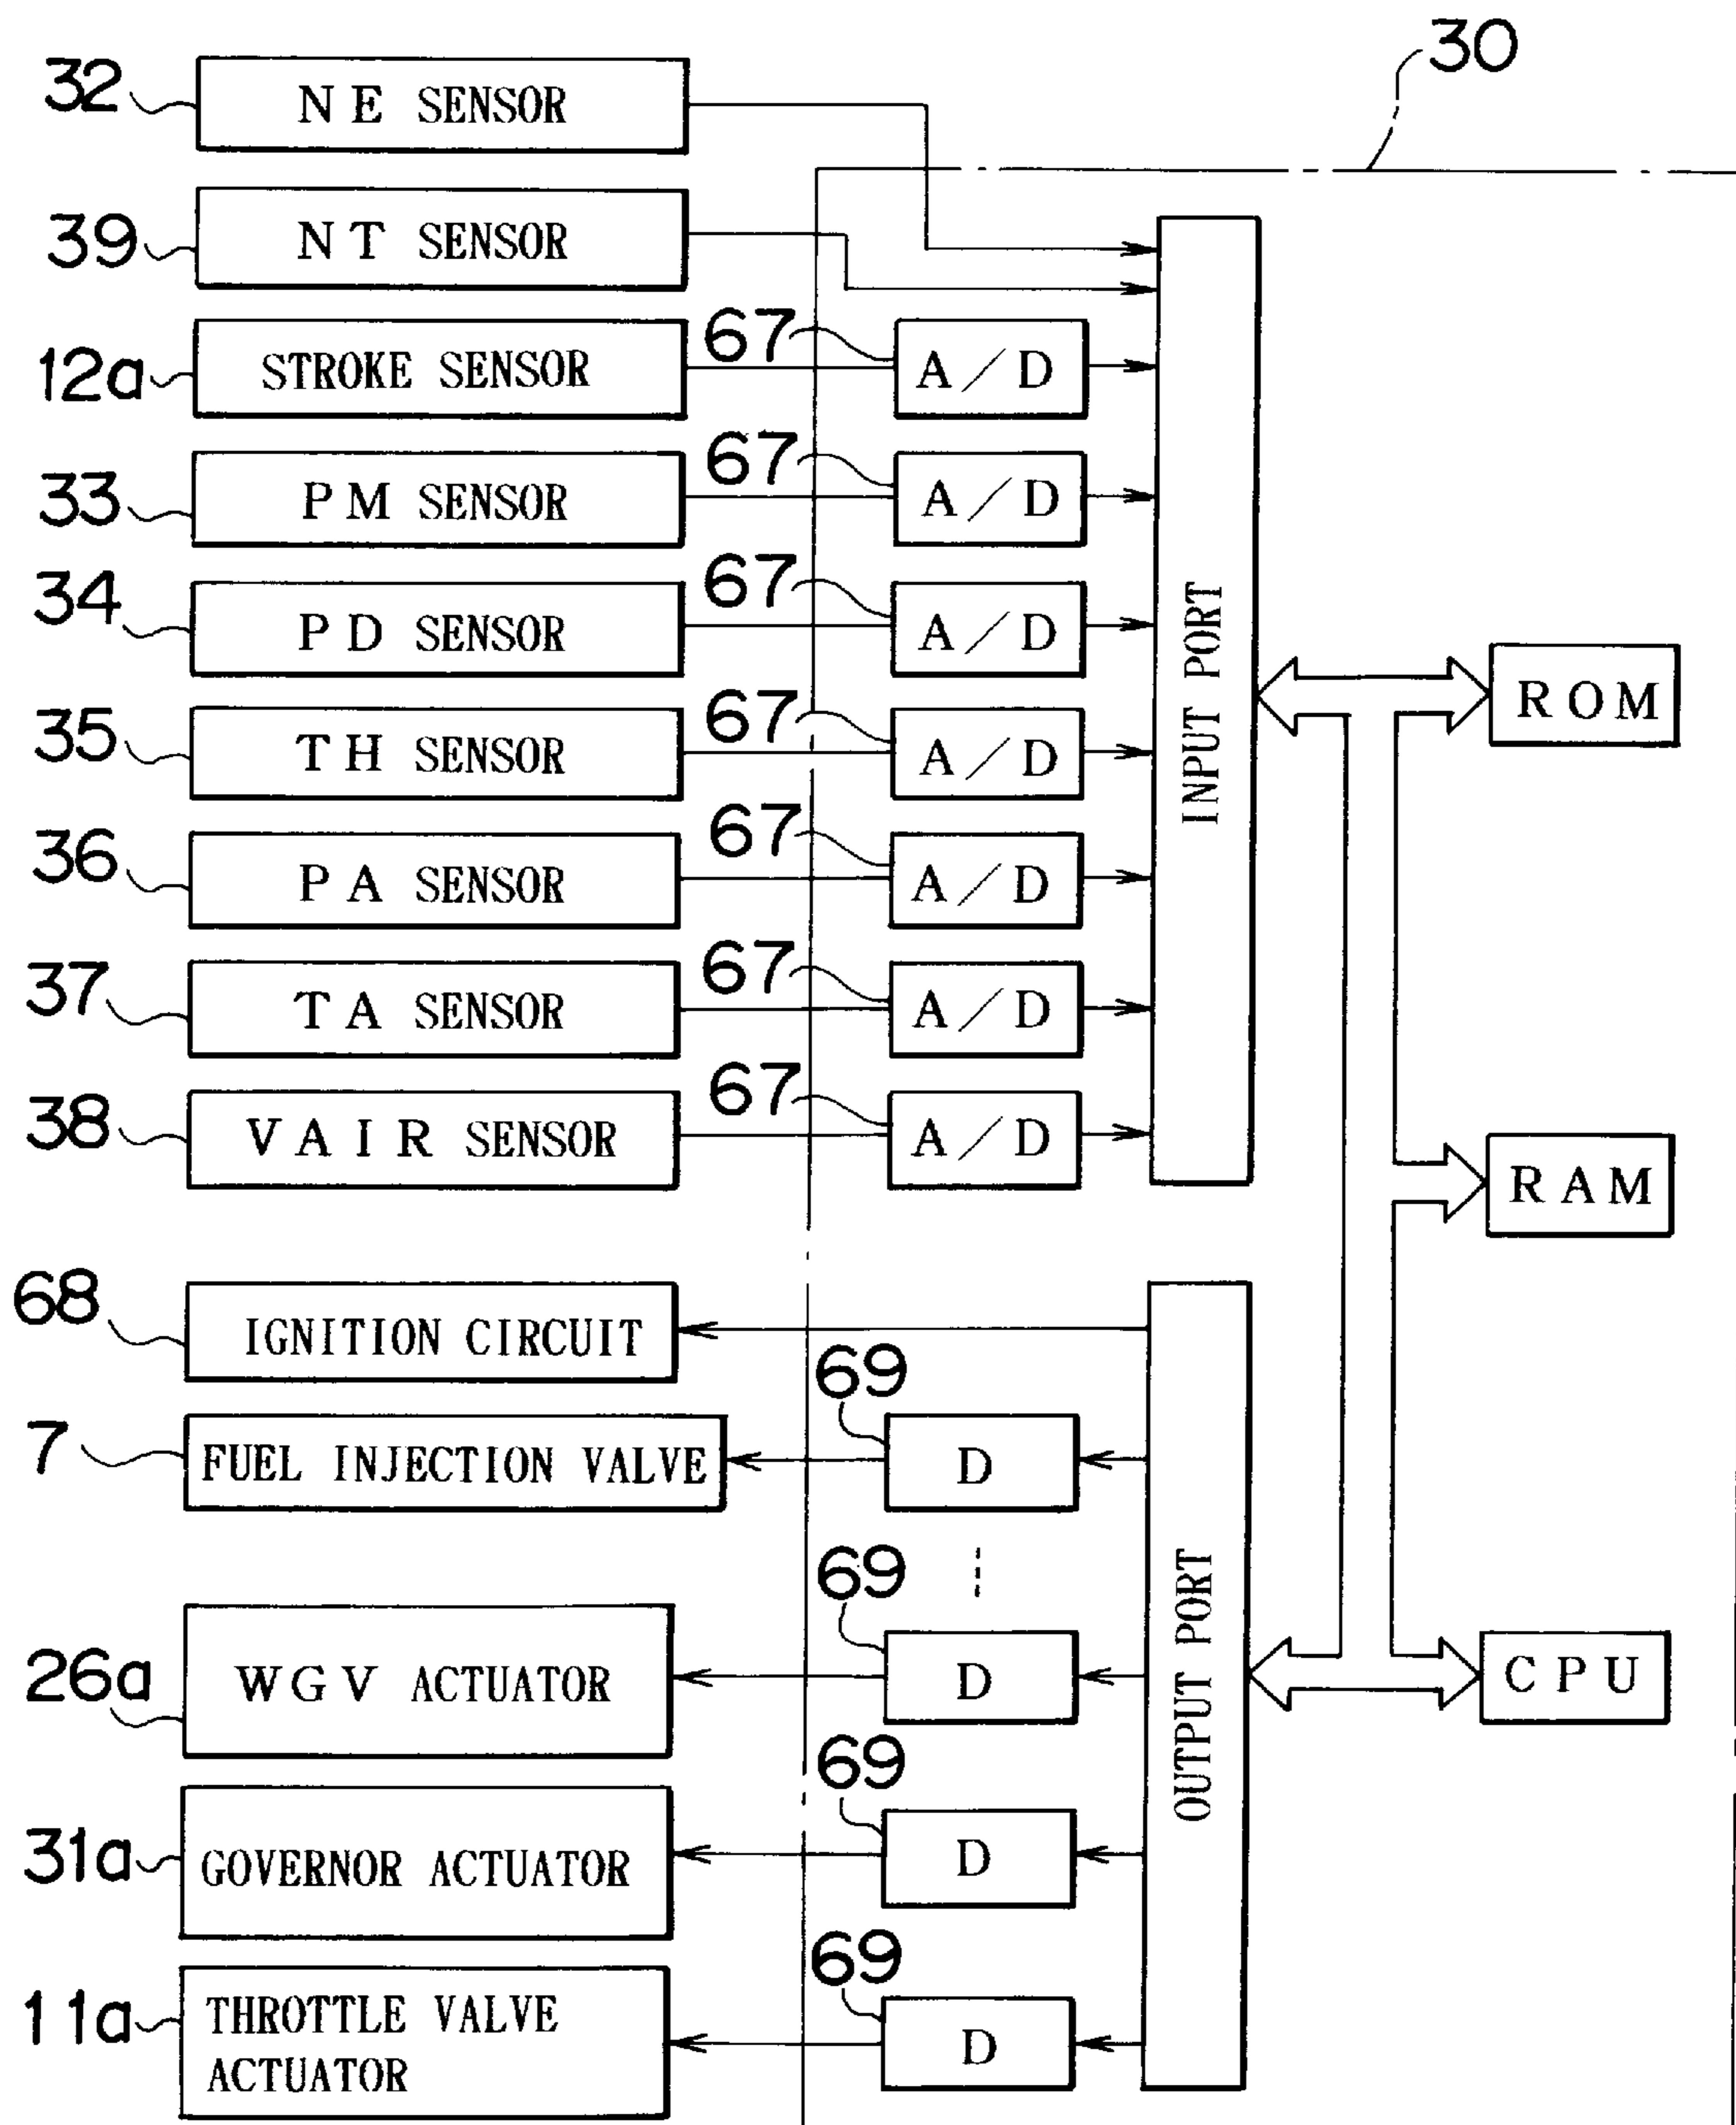 30
32 NE SENSOR
39 NT SENSOR
12a STROKE SENSOR 67 A/D
33 PM SENSOR 67 A/D
34 PD SENSOR 67 A/D
35 TH SENSOR 67 A/D
36 PA SENSOR 67 A/D
37 TA SENSOR 67 A/D
38 VAIR SENSOR 67 A/D
INPUT PORT
ROM
RAM
68 IGNITION CIRCUIT
7 FUEL INJECTION VALVE 69 D
26a WGV ACTUATOR 69 D
31a GOVERNOR ACTUATOR 69 D
11a THROTTLE VALVE
ACTUATOR 69 D
OUTPUT PORT
CPU